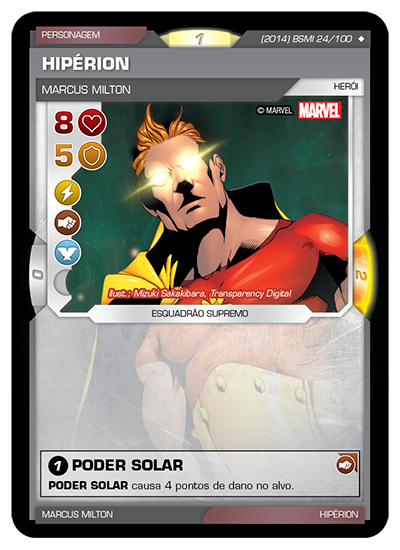 PERSONAGEM
1
(2014) BSMI 24/100
HIPÉRION
MARCUS MILTON
HERÓI
8
© MARVEL MARVEL
5
0
2
Illust.: Mizuki Sakakibara, Transparency Digital
ESQUADRÃO SUPREMO
1 PODER SOLAR
PODER SOLAR causa 4 pontos de dano no alvo.
MARCUS MILTON
HIPÉRION